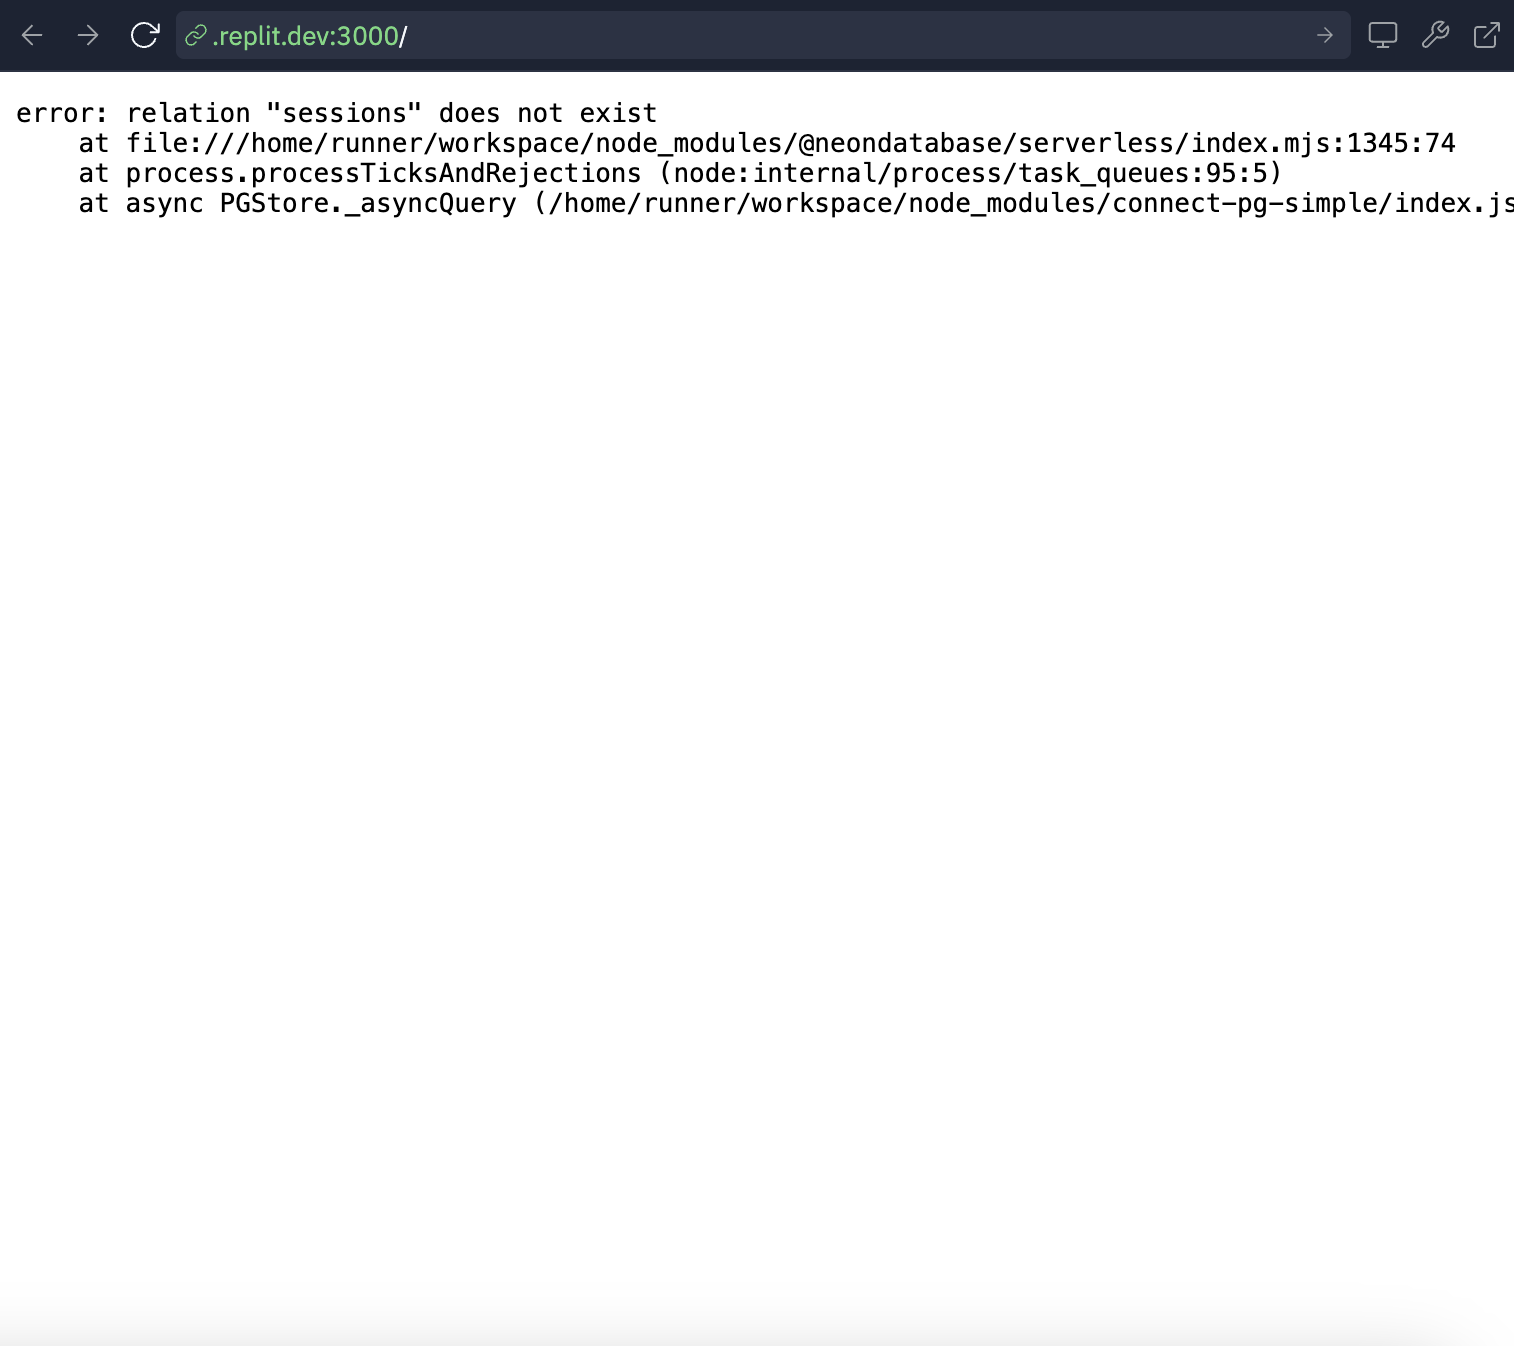 .replit.dev:3000/
error: relation "sessions" does not exist
    at file:///home/runner/workspace/node_modules/@neondatabase/serverless/index.mjs:1345:74
    at process.processTicksAndRejections (node:internal/process/task_queues:95:5)
    at async PGStore._asyncQuery (/home/runner/workspace/node_modules/connect-pg-simple/index.js